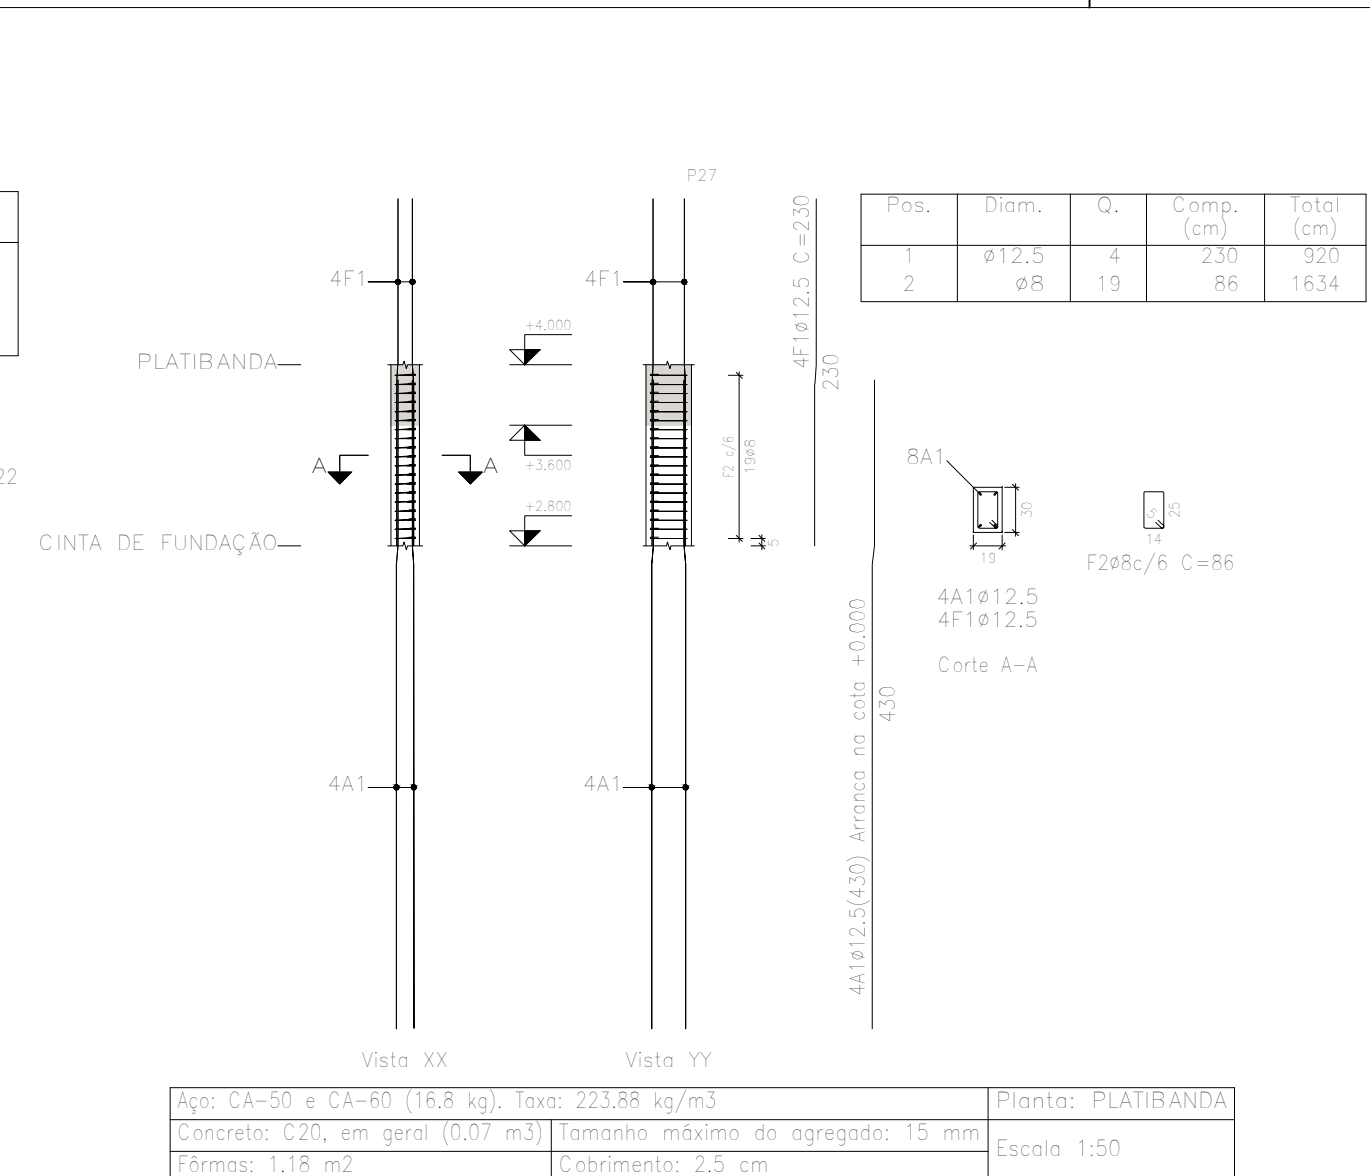 P27
4F1
4F1
4F1ø12.5 C=230
230
Pos. Diam. Q. Comp. (cm) Total (cm)
1 ø12.5 4 230 920
2 ø8 19 86 1634
+4.000
PLATIBANDA
+3.600
A A
F2 c/6
19ø8
22
+2.800
CINTA DE FUNDAÇÃO
5
8A1
30
19
4A1ø12.5
4F1ø12.5
Corte A-A
5
25
14
F2ø8c/6 C=86
4A1ø12.5(430) Arranca na cota +0.000
430
4A1
4A1
Vista XX
Vista YY
Aço: CA-50 e CA-60 (16.8 kg). Taxa: 223.88 kg/m3
Planta: PLATIBANDA
Concreto: C20, em geral (0.07 m3)
Tamanho máximo do agregado: 15 mm
Escala 1:50
Fôrmas: 1.18 m2
Cobrimento: 2.5 cm